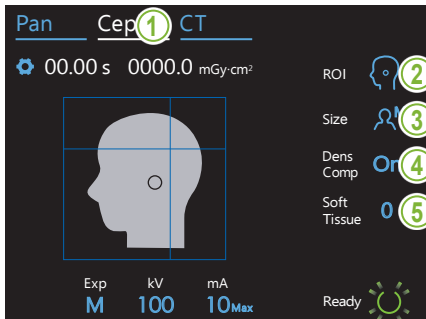 Pan Cep 1 CT
00.00 s 0000.0 mGy·cm²
ROI 2
Size 3
Dens
Comp On 4
Soft
Tissue 0 5
Exp kV mA
M 100 10Max
Ready